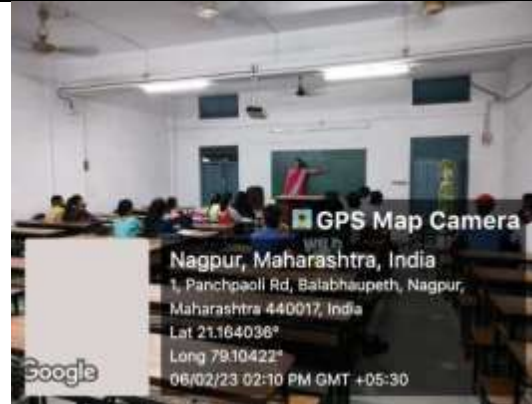 GPS Map Camera
Nagpur, Maharashtra, India
1, Panchpaoli Rd, Balabhaupeth, Nagpur,
Maharashtra 440017, India
Lat 21.164036°
Long 79.10422°
06/02/23 02:10 PM GMT +05:30
Google